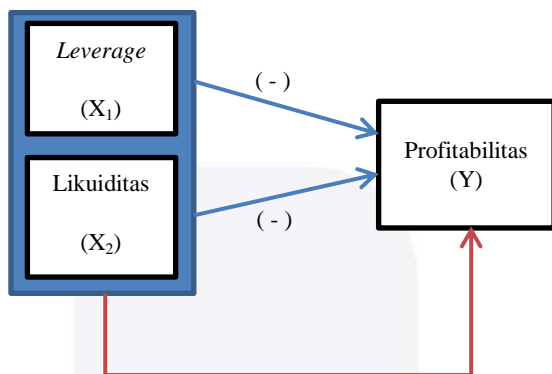 Leverage
(X₁)
( - )
Profitabilitas
(Y)
Likuiditas
(X₂)
( - )